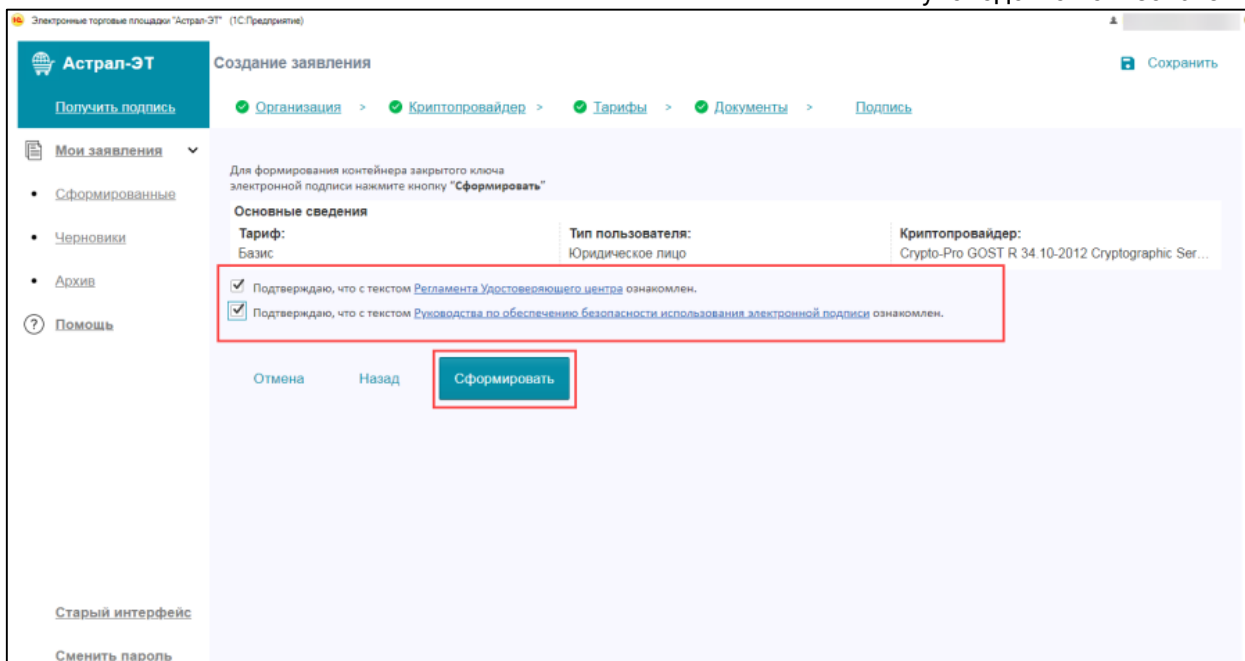 Электронные торговые площадки "Астрал-ЭТ" (1С:Предприятие)
Астрал-ЭТ
Создание заявления
Сохранить
Получить подпись
Организация > Криптопровайдер > Тарифы > Документы > Подпись
Мои заявления
Для формирования контейнера закрытого ключа
электронной подписи нажмите кнопку "Сформировать"
• Сформированные
Основные сведения
Тариф: Тип пользователя: Криптопровайдер:
• Черновики
Базис Юридическое лицо Crypto-Pro GOST R 34.10-2012 Cryptographic Ser...
• Архив
Подтверждаю, что с текстом Регламента Удостоверяющего центра ознакомлен.
Подтверждаю, что с текстом Руководства по обеспечению безопасности использования электронной подписи ознакомлен.
? Помощь
Отмена Назад Сформировать
Старый интерфейс
Сменить пароль